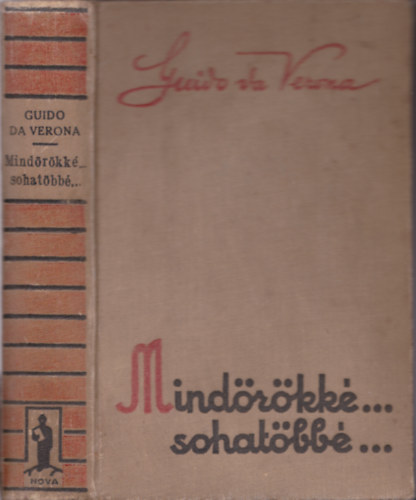 GUIDO
DA VERONA
Mindörökké...
sohatöbbé...
NOVA
Guido da Verona
Mindörökké...
sohatöbbé...